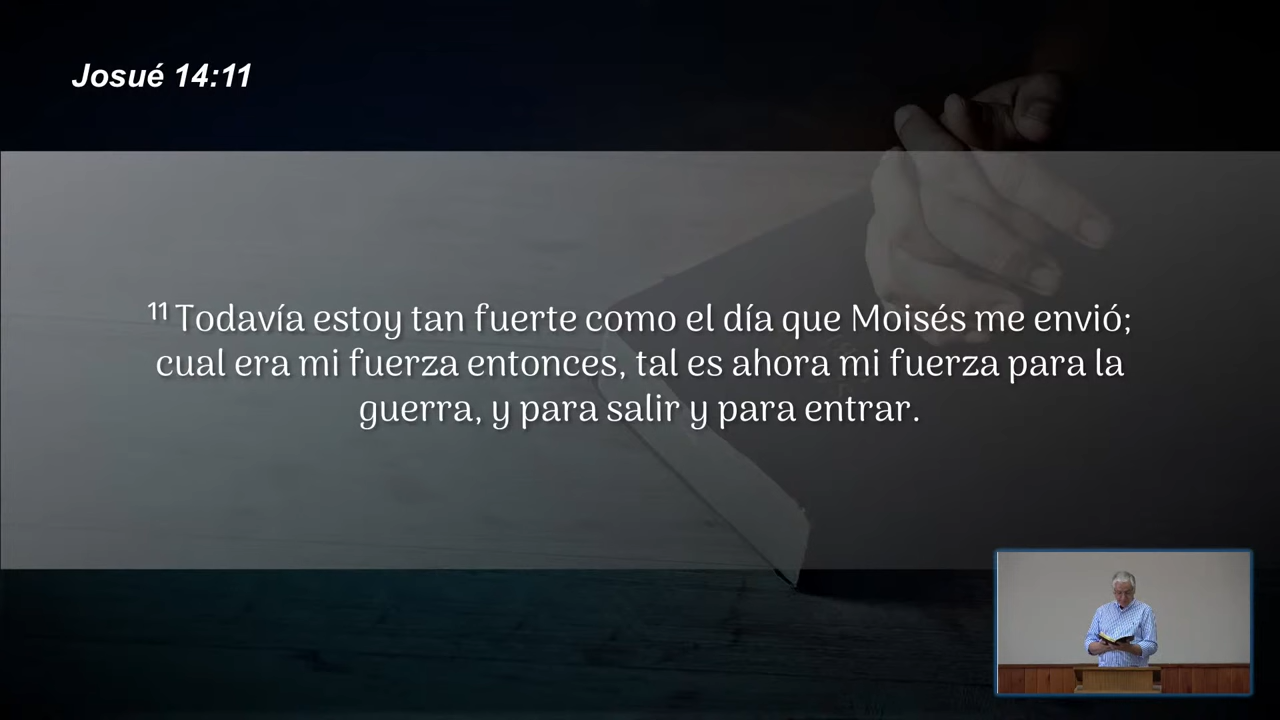 Josué 14:11
¹¹ Todavía estoy tan fuerte como el día que Moisés me envió;
cual era mi fuerza entonces, tal es ahora mi fuerza para la
guerra, y para salir y para entrar.